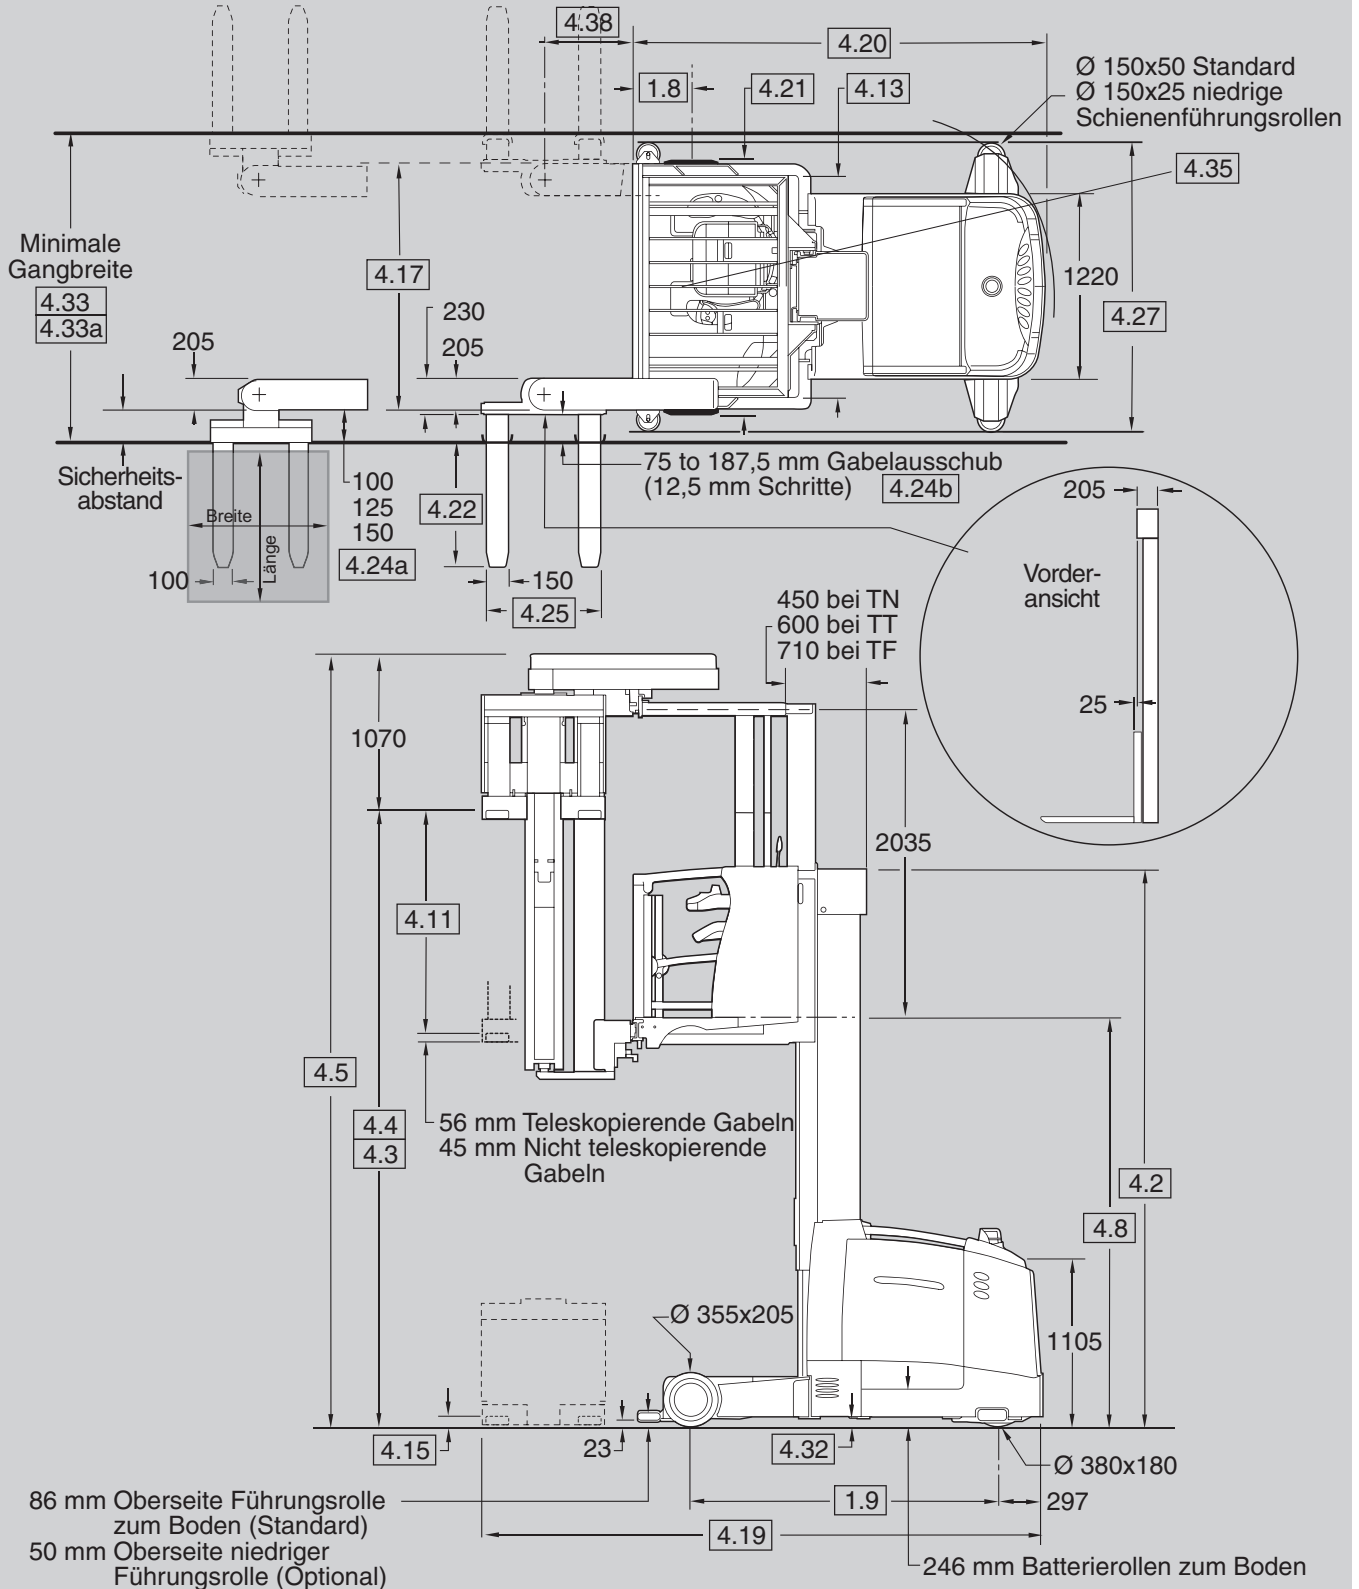 4.38
4.20
Ø 150x50 Standard
Ø 150x25 niedrige
Schienenführungsrollen
1.8
4.21
4.13
4.35
Minimale
Gangbreite
4.33
4.33a
4.17
1220
4.27
205
230
205
Sicherheits-
abstand
Breite
Länge
100
100
125
150
4.24a
4.22
75 to 187,5 mm Gabelausschub
(12,5 mm Schritte)
4.24b
150
4.25
205
Vorder-
ansicht
25
450 bei TN
600 bei TT
710 bei TF
1070
2035
4.11
4.5
4.4
4.3
56 mm Teleskopierende Gabeln
45 mm Nicht teleskopierende
Gabeln
4.2
4.8
Ø 355x205
1105
4.15
23
4.32
Ø 380x180
86 mm Oberseite Führungsrolle
zum Boden (Standard)
50 mm Oberseite niedriger
Führungsrolle (Optional)
1.9
297
4.19
246 mm Batterierollen zum Boden